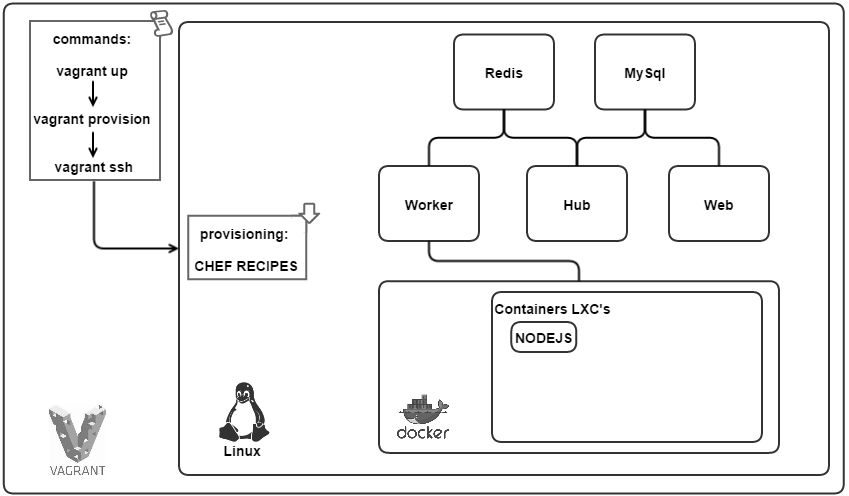 commands:
vagrant up
vagrant provision
vagrant ssh
provisioning:
CHEF RECIPES
Redis
MySql
Worker
Hub
Web
Containers LXC's
NODEJS
docker
Linux
VAGRANT